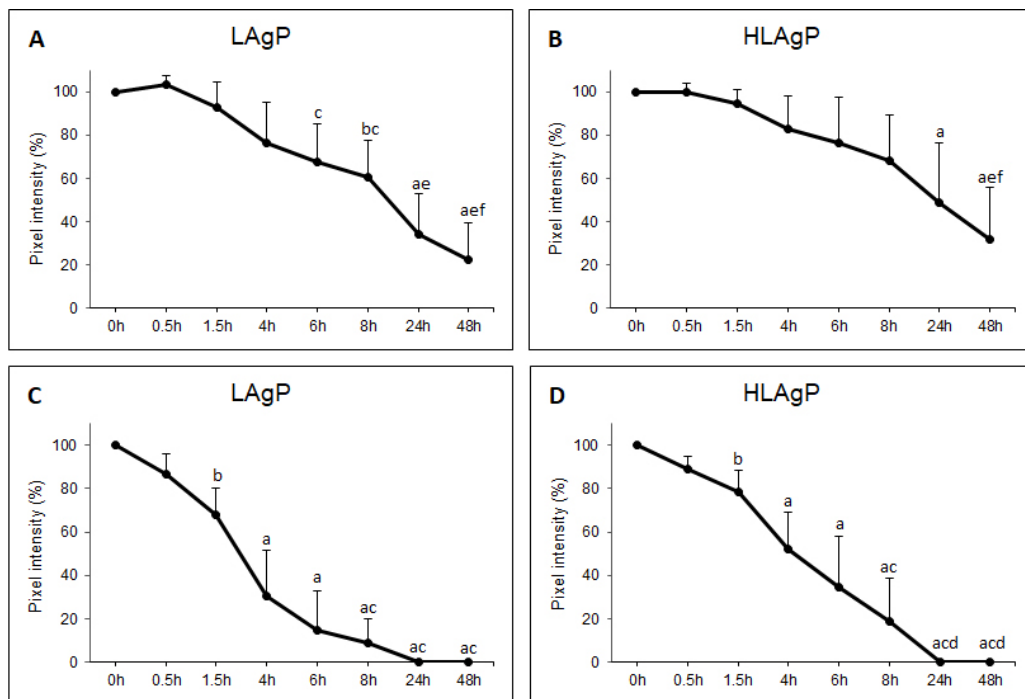 A
LAgP
Pixel intensity (%)
100
80
60
40
20
0
c
bc
ae
aef
0h 0.5h 1.5h 4h 6h 8h 24h 48h
B
HLAgP
Pixel intensity (%)
100
80
60
40
20
0
a
aef
0h 0.5h 1.5h 4h 6h 8h 24h 48h
C
LAgP
Pixel intensity (%)
100
80
60
40
20
0
b
a
a
ac
ac
ac
0h 0.5h 1.5h 4h 6h 8h 24h 48h
D
HLAgP
Pixel intensity (%)
100
80
60
40
20
0
b
a
a
ac
acd
acd
0h 0.5h 1.5h 4h 6h 8h 24h 48h